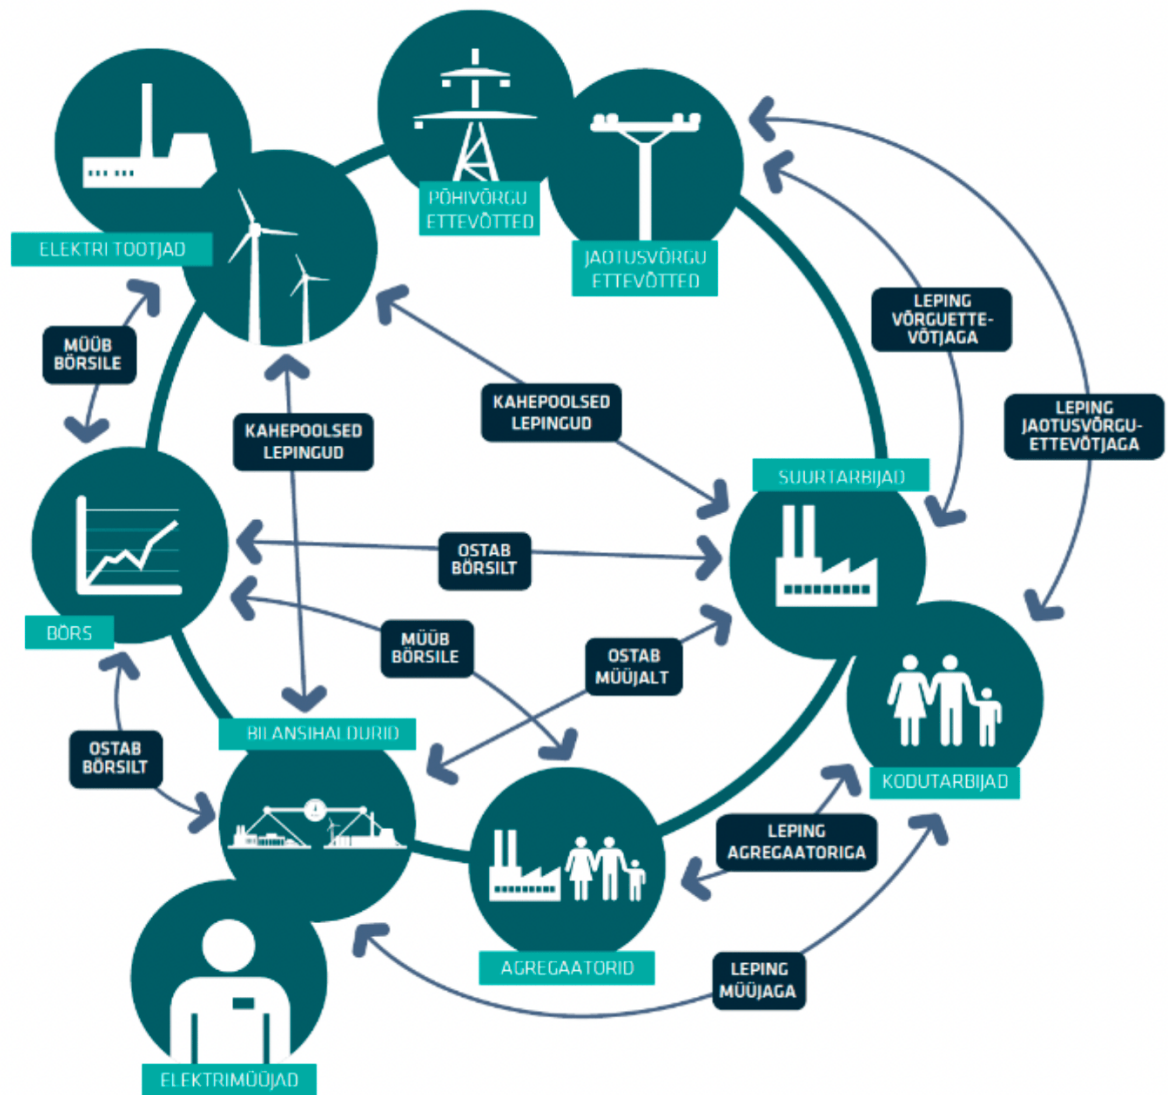 PÕHIVÕRGU
ETTEVÕTTED
ELEKTRI TOOTJAD
JAOTUSVÕRGU
ETTEVÕTTED
LEPING
VÕRGUETTE-
VÕTJAGA
MÜÜB
BÖRSILE
KAHEPOOLSED
LEPINGUD
KAHEPOOLSED
LEPINGUD
LEPING
JAOTUSVÕRGU-
ETTEVÕTJAGA
SUURTARBIJAD
OSTAB
BÖRSILT
BÖRS
MÜÜB
BÖRSILE
OSTAB
MÜÜJALT
BILANSIHALDURID
OSTAB
BÖRSILT
KODUTARBIJAD
LEPING
AGREGAATORIGA
AGREGAATORID
LEPING
MÜÜJAGA
ELEKTRIMÜÜJAD